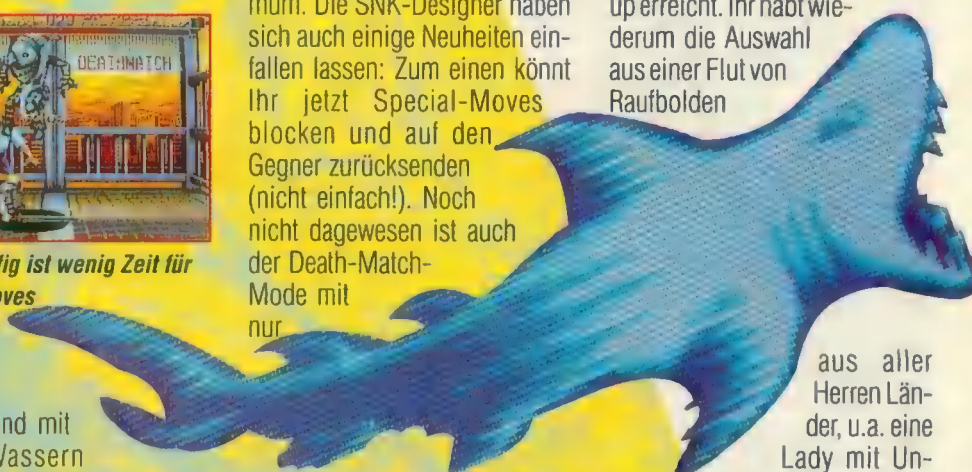 DEATHMATCH
fig ist wenig Zeit für
oves
nd mit
Wassern
mum. Die SNK-Designer haben
sich auch einige Neuheiten ein-
fallen lassen: Zum einen könnt
Ihr jetzt Special-Moves
blocken und auf den
Gegner zurücksenden
(nicht einfach!). Noch
nicht dagewesen ist auch
der Death-Match-
Mode mit
nur
up erreicht. Ihr habt wie-
derum die Auswahl
aus einer Flut von
Raufbolden
aus aller
Herren Län-
der, u.a. eine
Lady mit Un-